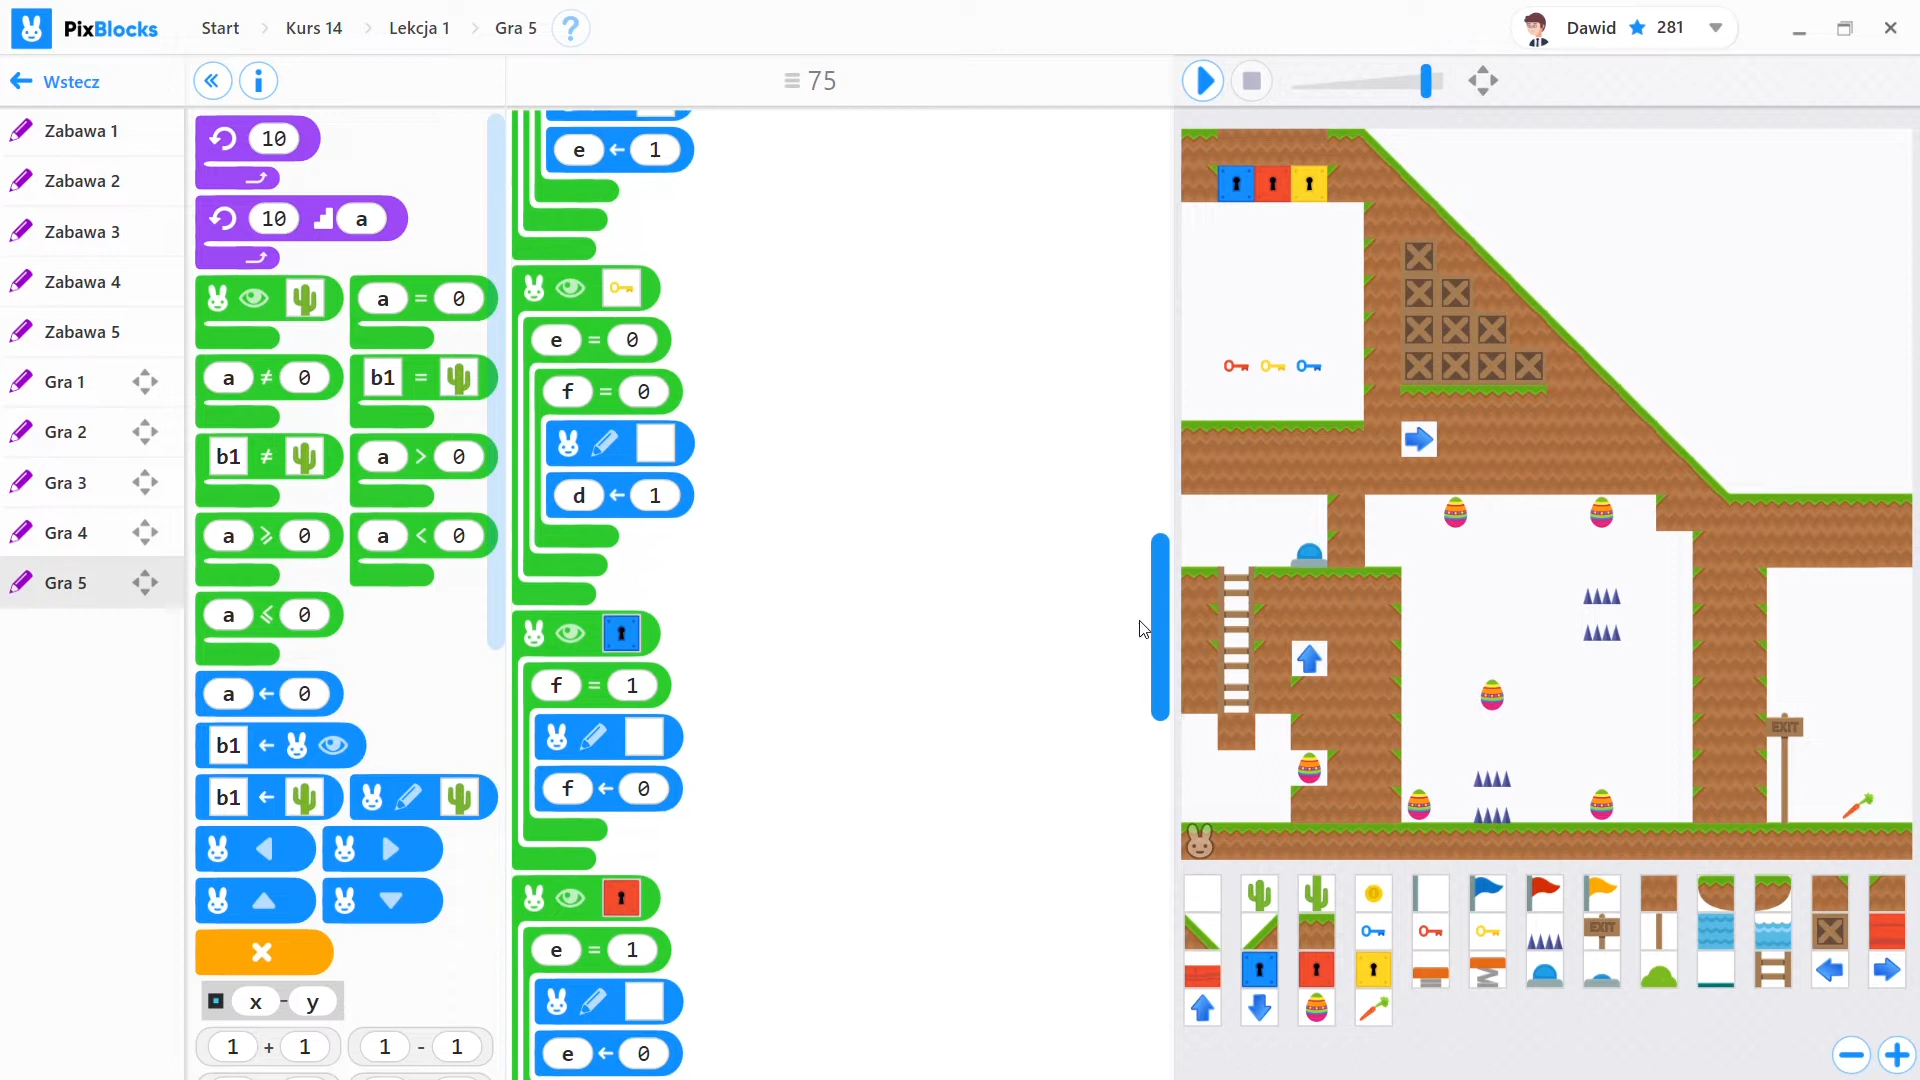 PixBlocks
Start
Kurs 14
Lekcja 1
Gra 5
?
Dawid
281
Wstecz
i
75
Zabawa 1
Zabawa 2
Zabawa 3
Zabawa 4
Zabawa 5
Gra 1
Gra 2
Gra 3
Gra 4
Gra 5
10
10 a
a = 0
a ≠ 0
b1 =
b1 ≠
a > 0
a ⩾ 0
a < 0
a ⩽ 0
a ← 0
b1 ←
b1 ←
x - y
1 + 1
1 - 1
e ← 1
e = 0
f = 0
d ← 1
f = 1
f ← 0
e = 1
e ← 0
EXIT
EXIT